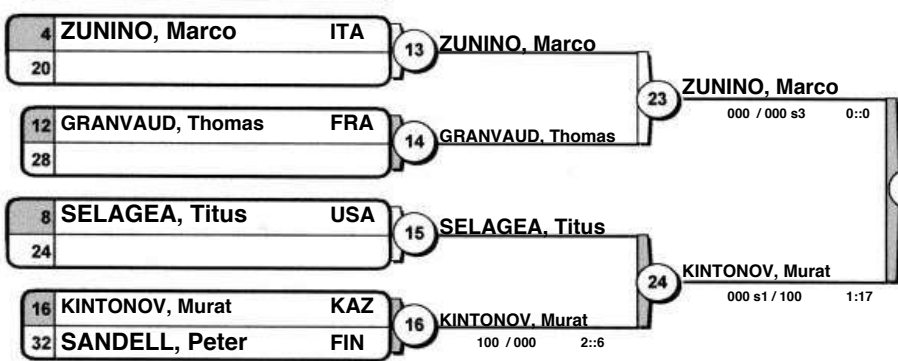 4 ZUNINO, Marco ITA
20
13 ZUNINO, Marco
12 GRANVAUD, Thomas FRA
28
14 GRANVAUD, Thomas
23 ZUNINO, Marco
000 / 000 s3 0::0
8 SELAGEA, Titus USA
24
15 SELAGEA, Titus
16 KINTONOV, Murat KAZ
32 SANDELL, Peter FIN
16 KINTONOV, Murat
100 / 000 2::6
24 KINTONOV, Murat
000 s1 / 100 1:17